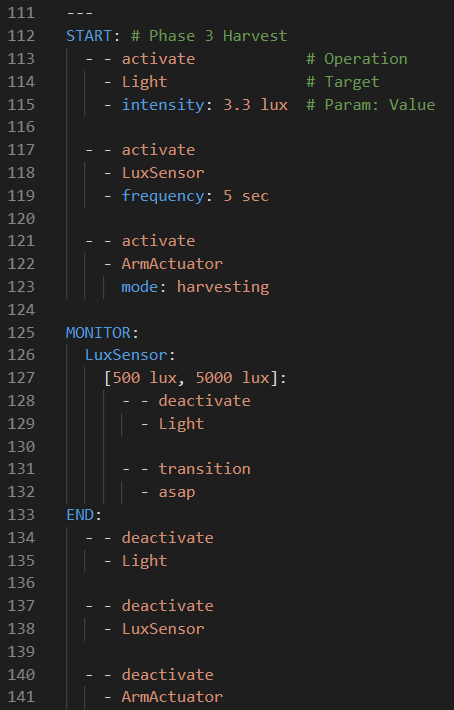 111 ---
112 START: # Phase 3 Harvest
113 - - activate # Operation
114 - Light # Target
115 - intensity: 3.3 lux # Param: Value
116
117 - - activate
118 - LuxSensor
119 - frequency: 5 sec
120
121 - - activate
122 - ArmActuator
123 mode: harvesting
124
125 MONITOR:
126 LuxSensor:
127 [500 lux, 5000 lux]:
128 - - deactivate
129 - Light
130
131 - - transition
132 - asap
133 END:
134 - - deactivate
135 - Light
136
137 - - deactivate
138 - LuxSensor
139
140 - - deactivate
141 - ArmActuator